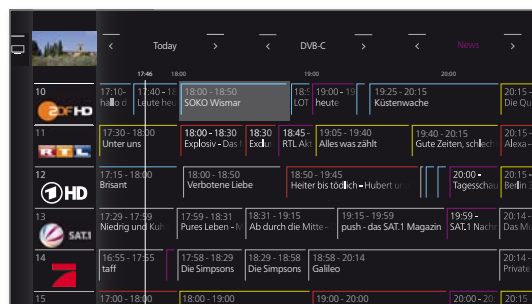 ‹ Today › ‹ DVB-C › ‹ News ›
17:46 18:00 19:00 20:00
10 17:10- 17:40 - 18 18:00 - 18:50 18:5 19:00 - 19 19:25 - 20:15 20:15 -
ZDF HD hallo d Leute heu SOKO Wismar LOT heute Küstenwache Die Qu
11 17:30 - 18:00 18:00 - 18:30 18:30 18:45 - 19:05 - 19:40 19:40 - 20:15 20:15 -
RTL Unter uns Explosiv - Das Exclu RTL Akt Alles was zählt Gute Zeiten, schlech Alexa -
12 17:15 - 18:00 18:00 - 18:50 18:50 - 19:45 20:00 - 20:15 -
HD Brisant Verbotene Liebe Heiter bis tödlich - Hubert un Tagesschau Berlin
13 17:29 - 17:59 17:59 - 18:31 18:31 - 19:15 19:15 - 19:59 19:59 - 20:14 -
SAT.1 Niedrig und Kuh Pures Leben - M Ab durch die Mitte - push - das SAT.1 Magazin SAT.1 Nachr Das Mu
14 16:55 - 17:55 17:58 - 18:29 18:29 - 18:58 18:58 - 20:14 20:14 -
taff Die Simpsons Die Simpsons Galileo Private
15 17:00 - 18:00 18:00 - 19:00 19:00 - 20:00 20:00 - 20: 20:15